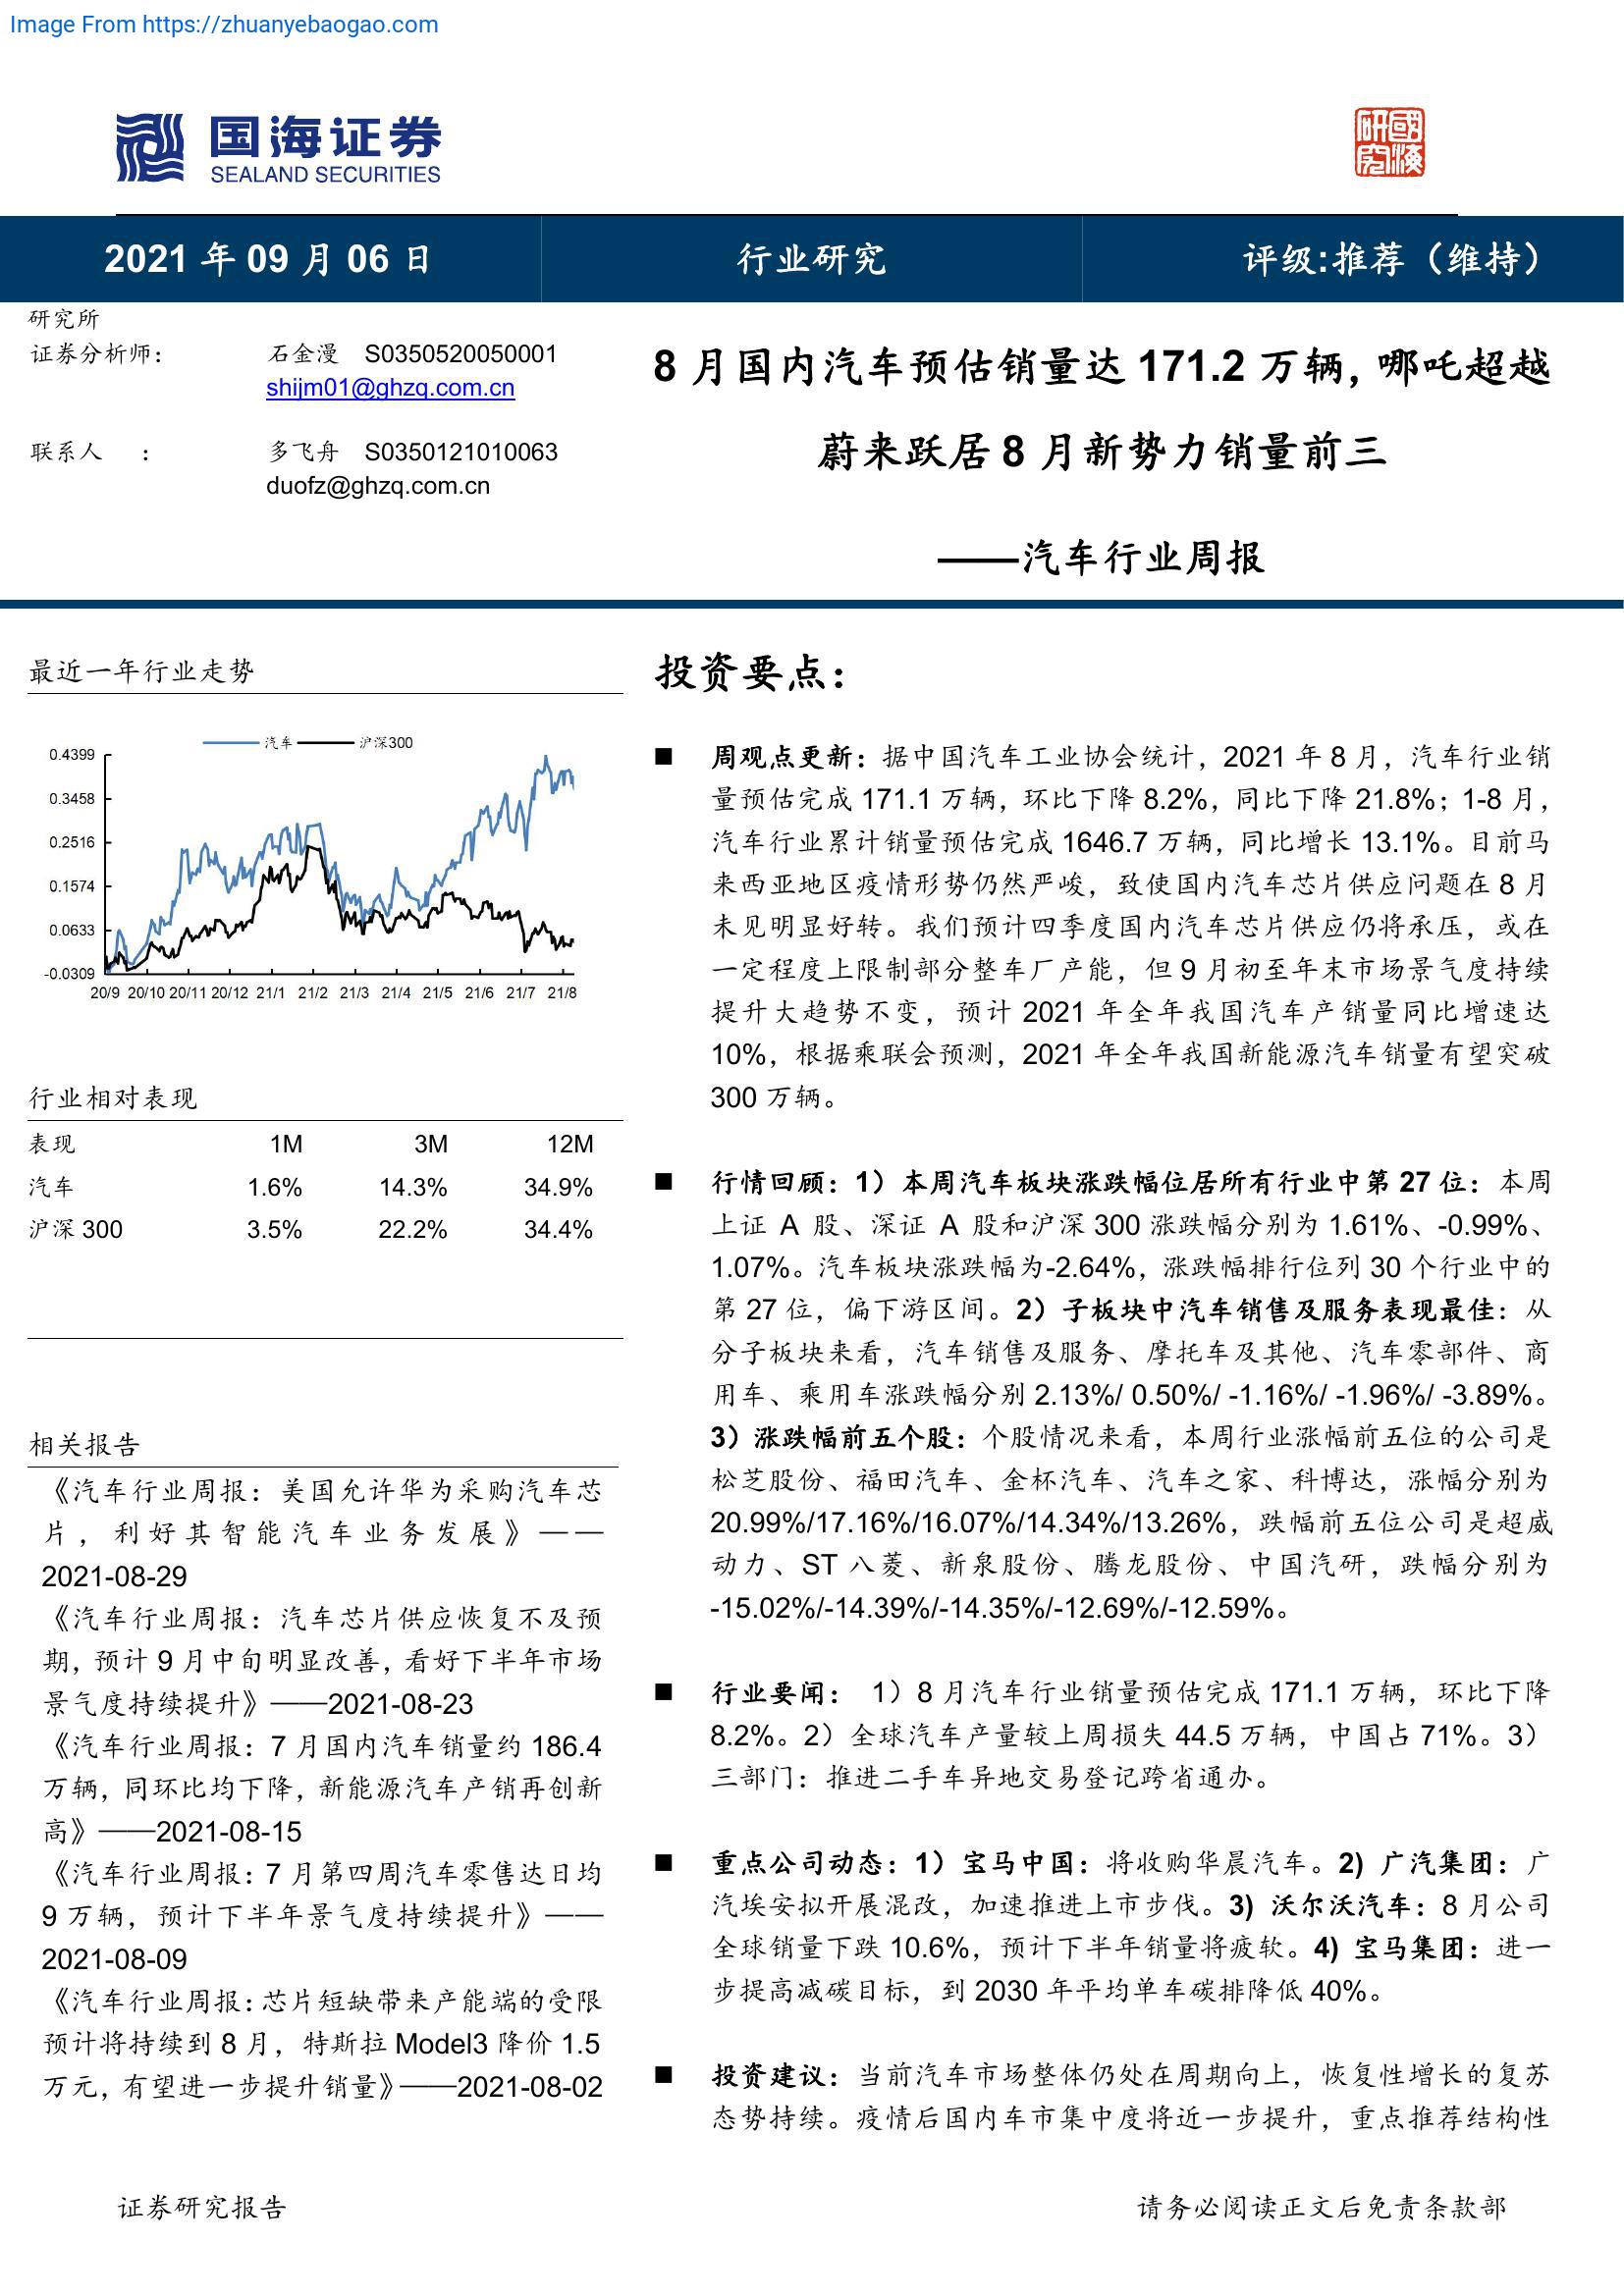 Image From https://zhuanyebaogao.com
国海证券
SEALAND SECURITIES
國海研究
2021 年 09 月 06 日
行业研究
评级:推荐（维持）
研究所
证券分析师： 石金漫 S0350520050001
shijm01@ghzq.com.cn
联系人 ： 多飞舟 S0350121010063
duofz@ghzq.com.cn
8 月国内汽车预估销量达 171.2 万辆，哪吒超越
蔚来跃居 8 月新势力销量前三
——汽车行业周报
最近一年行业走势
汽车 沪深300
0.4399
0.3458
0.2516
0.1574
0.0633
-0.0309
20/9 20/10 20/11 20/12 21/1 21/2 21/3 21/4 21/5 21/6 21/7 21/8
行业相对表现
表现 1M 3M 12M
汽车 1.6% 14.3% 34.9%
沪深 300 3.5% 22.2% 34.4%
相关报告
《汽车行业周报：美国允许华为采购汽车芯
片，利好其智能汽车业务发展》——
2021-08-29
《汽车行业周报：汽车芯片供应恢复不及预
期，预计 9 月中旬明显改善，看好下半年市场
景气度持续提升》——2021-08-23
《汽车行业周报：7 月国内汽车销量约 186.4
万辆，同环比均下降，新能源汽车产销再创新
高》——2021-08-15
《汽车行业周报：7 月第四周汽车零售达日均
9 万辆，预计下半年景气度持续提升》——
2021-08-09
《汽车行业周报：芯片短缺带来产能端的受限
预计将持续到 8 月，特斯拉 Model3 降价 1.5
万元，有望进一步提升销量》——2021-08-02
投资要点：
■ 周观点更新：据中国汽车工业协会统计，2021 年 8 月，汽车行业销
量预估完成 171.1 万辆，环比下降 8.2%，同比下降 21.8%；1-8 月，
汽车行业累计销量预估完成 1646.7 万辆，同比增长 13.1%。目前马
来西亚地区疫情形势仍然严峻，致使国内汽车芯片供应问题在 8 月
未见明显好转。我们预计四季度国内汽车芯片供应仍将承压，或在
一定程度上限制部分整车厂产能，但 9 月初至年末市场景气度持续
提升大趋势不变，预计 2021 年全年我国汽车产销量同比增速达
10%，根据乘联会预测，2021 年全年我国新能源汽车销量有望突破
300 万辆。
■ 行情回顾：1）本周汽车板块涨跌幅位居所有行业中第 27 位：本周
上证 A 股、深证 A 股和沪深 300 涨跌幅分别为 1.61%、-0.99%、
1.07%。汽车板块涨跌幅为-2.64%，涨跌幅排行位列 30 个行业中的
第 27 位，偏下游区间。2）子板块中汽车销售及服务表现最佳：从
分子板块来看，汽车销售及服务、摩托车及其他、汽车零部件、商
用车、乘用车涨跌幅分别 2.13%/ 0.50%/ -1.16%/ -1.96%/ -3.89%。
3）涨跌幅前五个股：个股情况来看，本周行业涨幅前五位的公司是
松芝股份、福田汽车、金杯汽车、汽车之家、科博达，涨幅分别为
20.99%/17.16%/16.07%/14.34%/13.26%，跌幅前五位公司是超威
动力、ST 八菱、新泉股份、腾龙股份、中国汽研，跌幅分别为
-15.02%/-14.39%/-14.35%/-12.69%/-12.59%。
■ 行业要闻： 1）8 月汽车行业销量预估完成 171.1 万辆，环比下降
8.2%。2）全球汽车产量较上周损失 44.5 万辆，中国占 71%。3）
三部门：推进二手车异地交易登记跨省通办。
■ 重点公司动态：1）宝马中国：将收购华晨汽车。2) 广汽集团：广
汽埃安拟开展混改，加速推进上市步伐。3) 沃尔沃汽车：8 月公司
全球销量下跌 10.6%，预计下半年销量将疲软。4) 宝马集团：进一
步提高减碳目标，到 2030 年平均单车碳排降低 40%。
■ 投资建议：当前汽车市场整体仍处在周期向上，恢复性增长的复苏
态势持续。疫情后国内车市集中度将近一步提升，重点推荐结构性
证券研究报告
请务必阅读正文后免责条款部